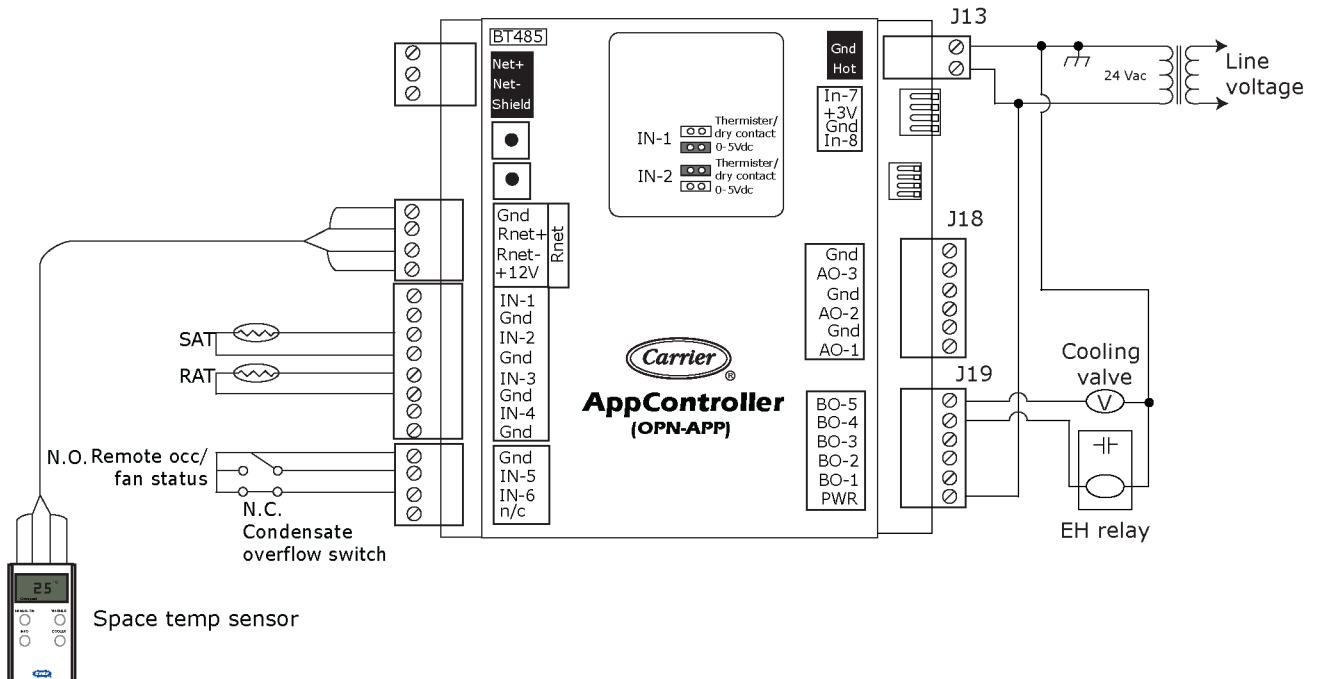 J13
BT485
Net+
Net-
Shield
Gnd
Hot
24 Vac
Line
voltage
In-7
+3V
Gnd
In-8
IN-1
Thermister/
dry contact
0-5Vdc
IN-2
Thermister/
dry contact
0-5Vdc
Gnd
Rnet+
Rnet-
+12V
Rnet
J18
Gnd
AO-3
Gnd
AO-2
Gnd
AO-1
IN-1
Gnd
IN-2
Gnd
IN-3
Gnd
IN-4
Gnd
SAT
RAT
Carrier
®
AppController
(OPN-APP)
Cooling
valve
V
J19
BO-5
BO-4
BO-3
BO-2
BO-1
PWR
EH relay
N.O. Remote occ/
fan status
Gnd
IN-5
IN-6
n/c
N.C.
Condensate
overflow switch
25
Space temp sensor